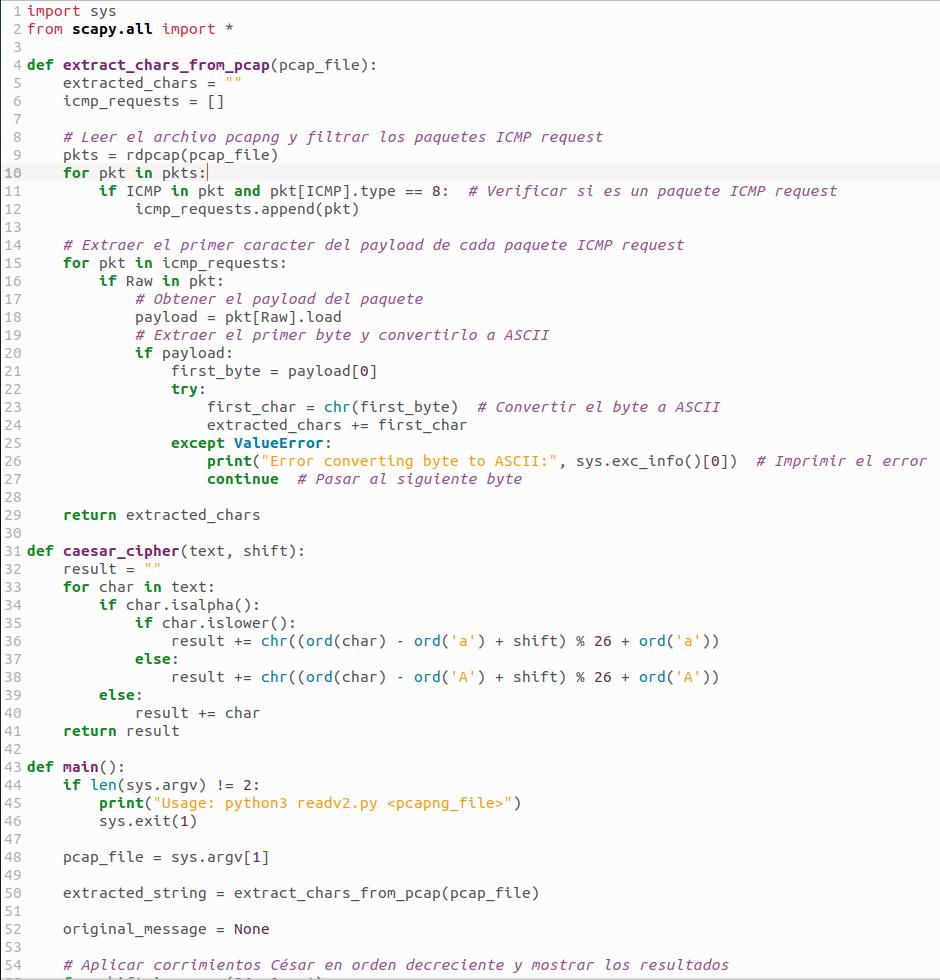 1 import sys
2 from scapy.all import *
3
4 def extract_chars_from_pcap(pcap_file):
5     extracted_chars = ""
6     icmp_requests = []
7
8     # Leer el archivo pcapng y filtrar los paquetes ICMP request
9     pkts = rdpcap(pcap_file)
10     for pkt in pkts:
11         if ICMP in pkt and pkt[ICMP].type == 8:  # Verificar si es un paquete ICMP request
12             icmp_requests.append(pkt)
13
14     # Extraer el primer caracter del payload de cada paquete ICMP request
15     for pkt in icmp_requests:
16         if Raw in pkt:
17             # Obtener el payload del paquete
18             payload = pkt[Raw].load
19             # Extraer el primer byte y convertirlo a ASCII
20             if payload:
21                 first_byte = payload[0]
22                 try:
23                     first_char = chr(first_byte)  # Convertir el byte a ASCII
24                     extracted_chars += first_char
25                 except ValueError:
26                     print("Error converting byte to ASCII:", sys.exc_info()[0])  # Imprimir el error
27                     continue  # Pasar al siguiente byte
28
29     return extracted_chars
30
31 def caesar_cipher(text, shift):
32     result = ""
33     for char in text:
34         if char.isalpha():
35             if char.islower():
36                 result += chr((ord(char) - ord('a') + shift) % 26 + ord('a'))
37             else:
38                 result += chr((ord(char) - ord('A') + shift) % 26 + ord('A'))
39         else:
40             result += char
41     return result
42
43 def main():
44     if len(sys.argv) != 2:
45         print("Usage: python3 readv2.py <pcapng_file>")
46         sys.exit(1)
47
48     pcap_file = sys.argv[1]
49
50     extracted_string = extract_chars_from_pcap(pcap_file)
51
52     original_message = None
53
54     # Aplicar corrimientos César en orden decreciente y mostrar los resultados